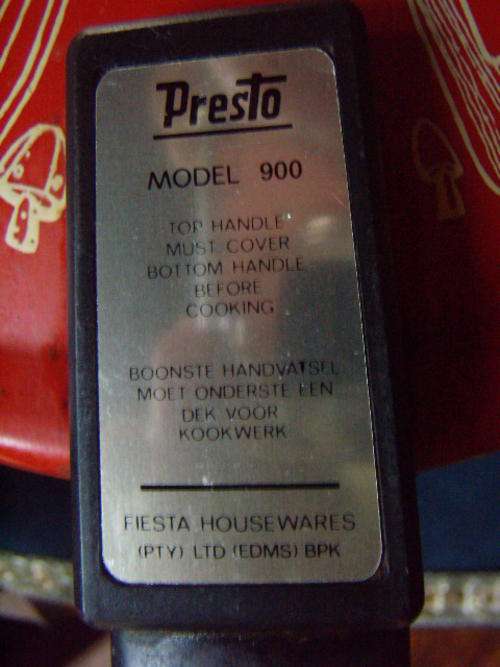 Presto
MODEL 900
TOP HANDLE
MUST COVER
BOTTOM HANDLE
BEFORE
COOKING
BOONSTE HANDVATSEL
MOET ONDERSTE EEN
DEK VOOR
KOOKWERK
FIESTA HOUSEWARES
(PTY) LTD (EDMS) BPK